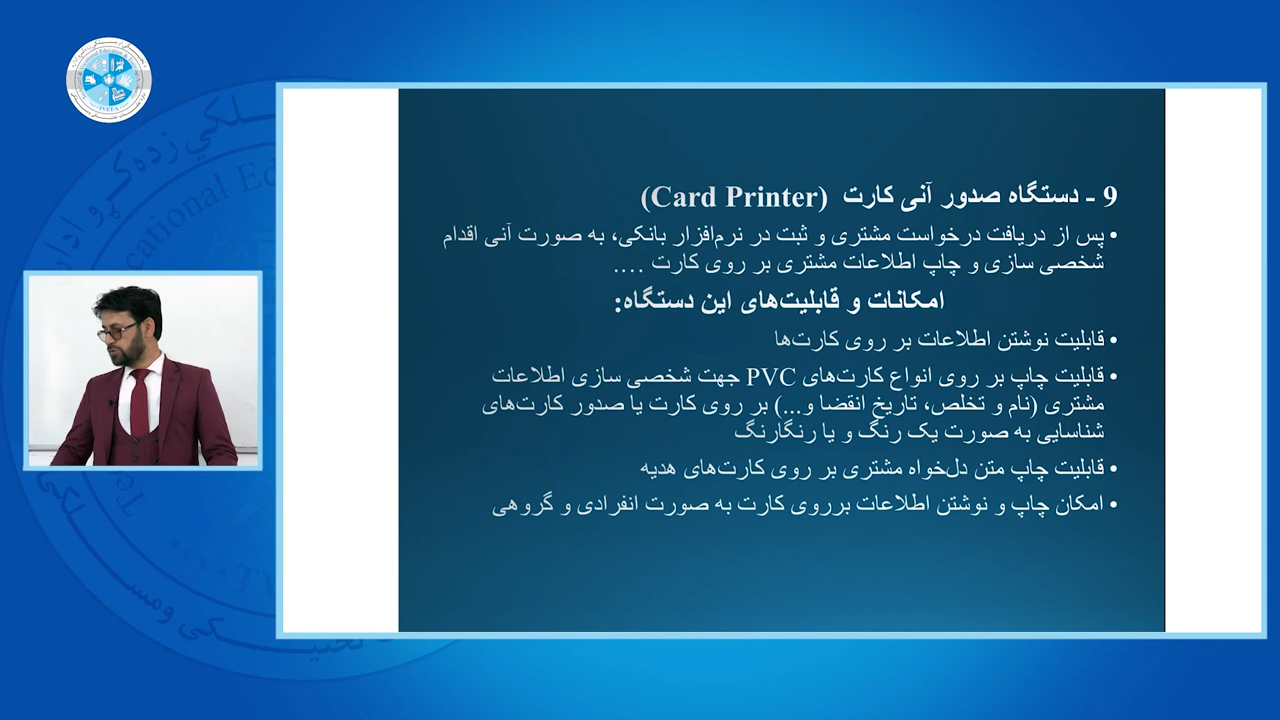 9 - دستگاه صدور آنی کارت (Card Printer)
• پس از دریافت درخواست مشتری و ثبت در نرم‌افزار بانکی، به صورت آنی اقدام
شخصی سازی و چاپ اطلاعات مشتری بر روی کارت ....
امکانات و قابلیت‌های این دستگاه:
• قابلیت نوشتن اطلاعات بر روی کارت‌ها
• قابلیت چاپ بر روی انواع کارت‌های PVC جهت شخصی سازی اطلاعات
مشتری (نام و تخلص، تاریخ انقضا و...) بر روی کارت یا صدور کارت‌های
شناسایی به صورت یک رنگ و یا رنگارنگ
• قابلیت چاپ متن دل‌خواه مشتری بر روی کارت‌های هدیه
• امکان چاپ و نوشتن اطلاعات برروی کارت به صورت انفرادی و گروهی